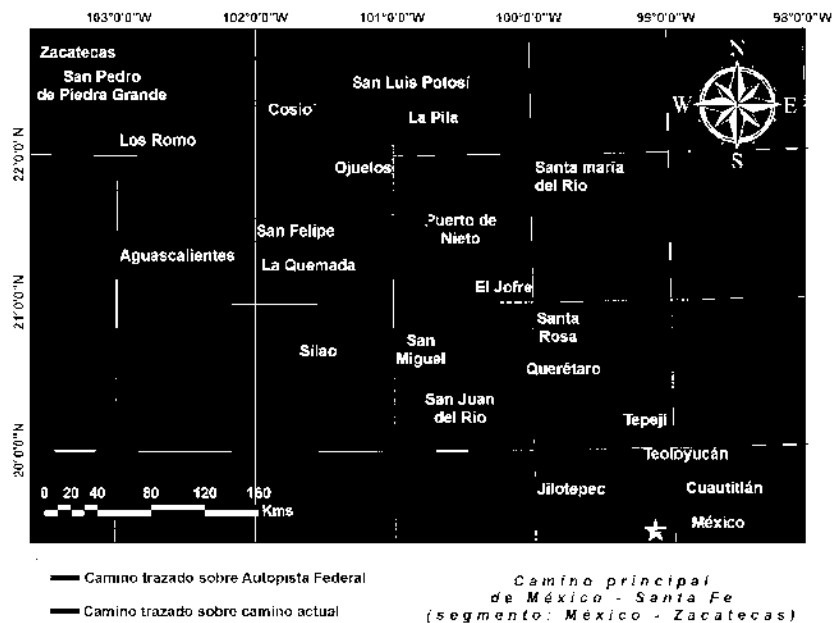 103°0'0"W 102°0'0"W 101°0'0"W 100°0'0"W 99°0'0"W 98°0'0"W
Zacatecas
San Pedro
de Piedra Grande
San Luis Potosí
Cosio
La Pila
Los Romo
N
W E
S
22°0'0"N
Ojuelos
Santa maría
del Río
San Felipe
Puerto de
Nieto
Aguascalientes
La Quemada
El Jofre
21°0'0"N
Santa
Rosa
Silao
San
Miguel
Querétaro
San Juan
del Rio
Tepeji
20°0'0"N
Teoloyucán
Jilotepec
Cuautitlán
México
0 20 40 80 120 160
Kms
Camino trazado sobre Autopista Federal
Camino trazado sobre camino actual
Camino principal
de México - Santa Fe
(segmento: México - Zacatecas)